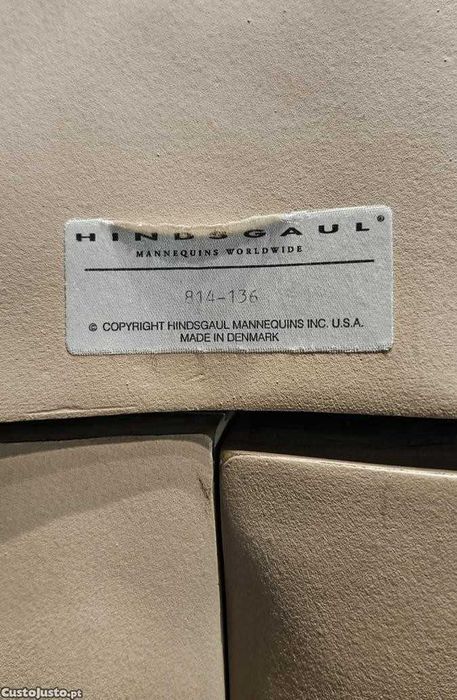 HINDSGAUL®
MANNEQUINS WORLDWIDE
814-136
© COPYRIGHT HINDSGAUL MANNEQUINS INC. U.S.A.
MADE IN DENMARK
CustoJusto.pt